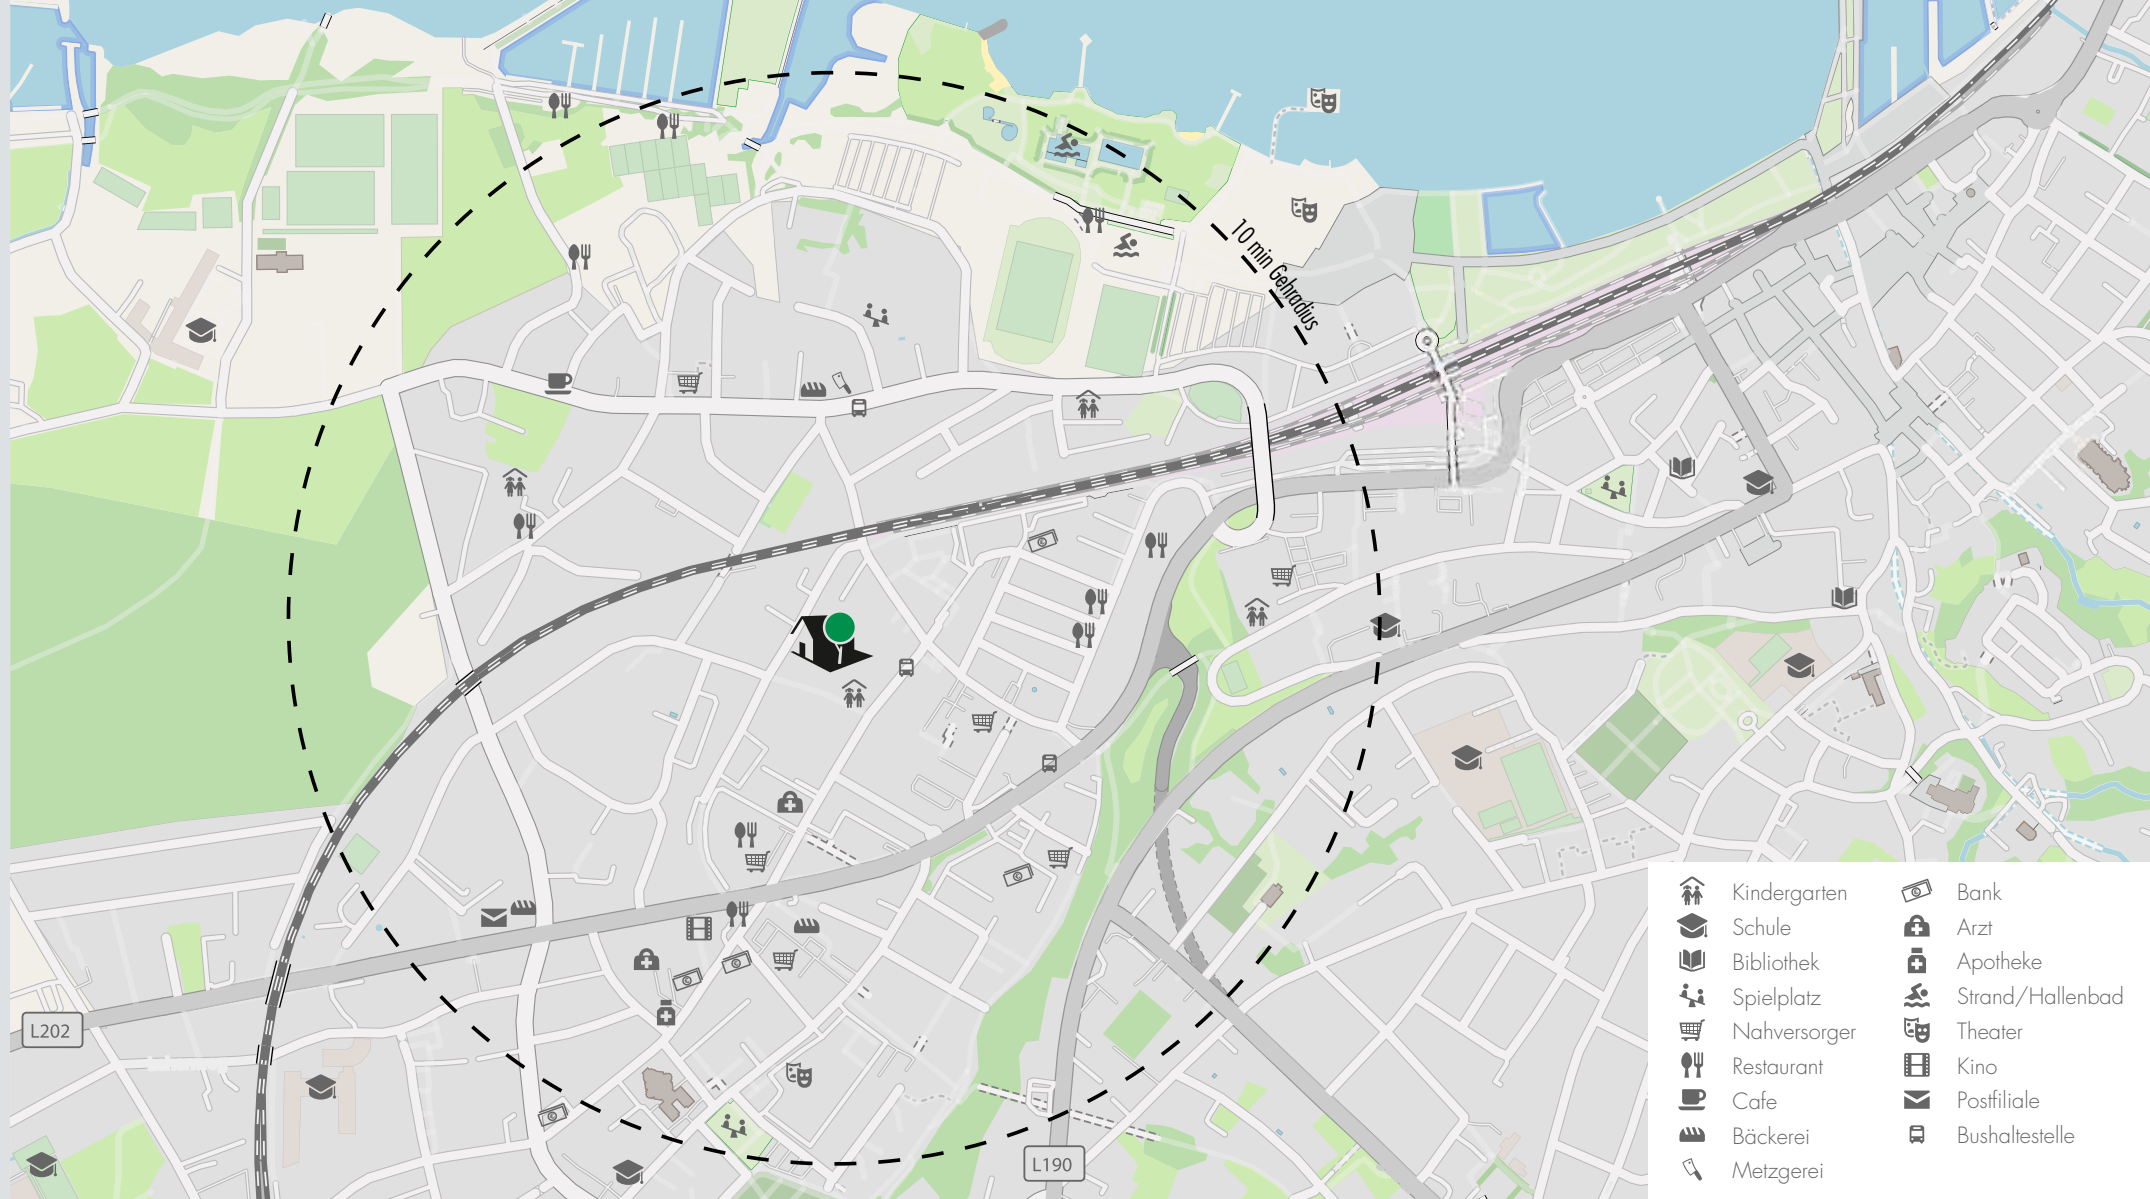 10 min Gehradius
L202
L190
Kindergarten
Schule
Bibliothek
Spielplatz
Nahversorger
Restaurant
Cafe
Bäckerei
Metzgerei
Bank
Arzt
Apotheke
Strand/Hallenbad
Theater
Kino
Postfiliale
Bushaltestelle